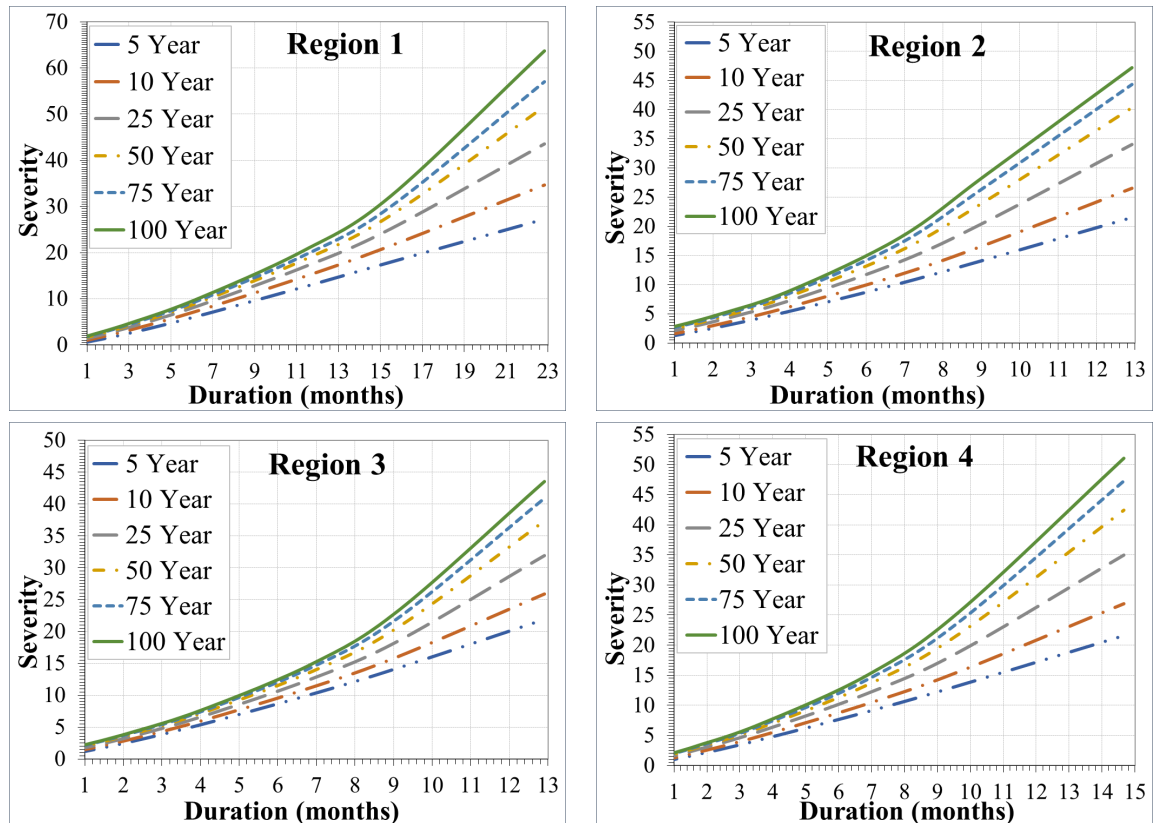 70
60
50
40
30
20
10
0
Severity
Region 1
5 Year
10 Year
25 Year
50 Year
75 Year
100 Year
1 3 5 7 9 11 13 15 17 19 21 23
Duration (months)
55
50
45
40
35
30
25
20
15
10
5
0
Severity
Region 2
5 Year
10 Year
25 Year
50 Year
75 Year
100 Year
1 2 3 4 5 6 7 8 9 10 11 12 13
Duration (months)
50
45
40
35
30
25
20
15
10
5
0
Severity
Region 3
5 Year
10 Year
25 Year
50 Year
75 Year
100 Year
1 2 3 4 5 6 7 8 9 10 11 12 13
Duration (months)
55
50
45
40
35
30
25
20
15
10
5
0
Severity
Region 4
5 Year
10 Year
25 Year
50 Year
75 Year
100 Year
1 2 3 4 5 6 7 8 9 10 11 12 13 14 15
Duration (months)